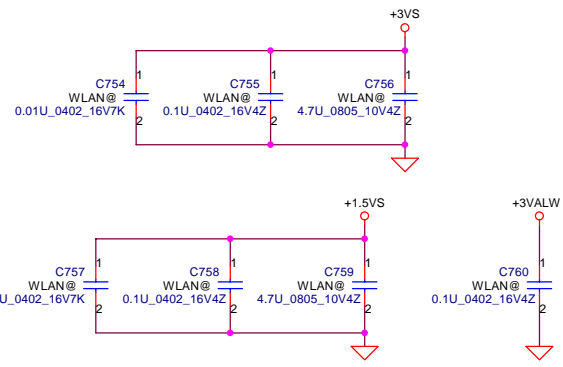 +3VS
1
1
1
C754
C755
C756
WLAN@
WLAN@
WLAN@
0.01U_0402_16V7K
0.1U_0402_16V4Z
4.7U_0805_10V4Z
2
2
2
+1.5VS
+3VALW
1
1
1
1
C757
C758
C759
C760
WLAN@
WLAN@
WLAN@
WLAN@
U_0402_16V7K
0.1U_0402_16V4Z
4.7U_0805_10V4Z
0.1U_0402_16V4Z
2
2
2
2